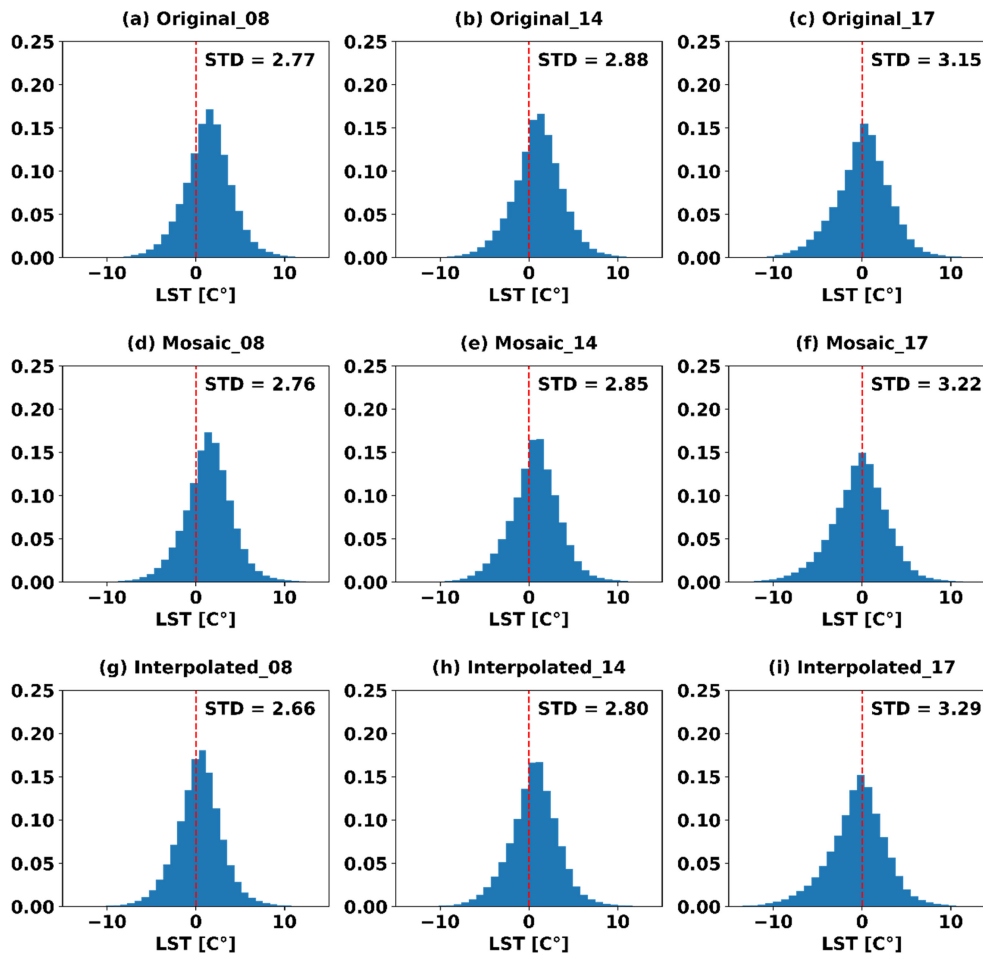 (a) Original_08
0.25
0.20
0.15
0.10
0.05
0.00
STD = 2.77
−10 0 10
LST [C°]
(b) Original_14
0.25
0.20
0.15
0.10
0.05
0.00
STD = 2.88
−10 0 10
LST [C°]
(c) Original_17
0.25
0.20
0.15
0.10
0.05
0.00
STD = 3.15
−10 0 10
LST [C°]
(d) Mosaic_08
0.25
0.20
0.15
0.10
0.05
0.00
STD = 2.76
−10 0 10
LST [C°]
(e) Mosaic_14
0.25
0.20
0.15
0.10
0.05
0.00
STD = 2.85
−10 0 10
LST [C°]
(f) Mosaic_17
0.25
0.20
0.15
0.10
0.05
0.00
STD = 3.22
−10 0 10
LST [C°]
(g) Interpolated_08
0.25
0.20
0.15
0.10
0.05
0.00
STD = 2.66
−10 0 10
LST [C°]
(h) Interpolated_14
0.25
0.20
0.15
0.10
0.05
0.00
STD = 2.80
−10 0 10
LST [C°]
(i) Interpolated_17
0.25
0.20
0.15
0.10
0.05
0.00
STD = 3.29
−10 0 10
LST [C°]